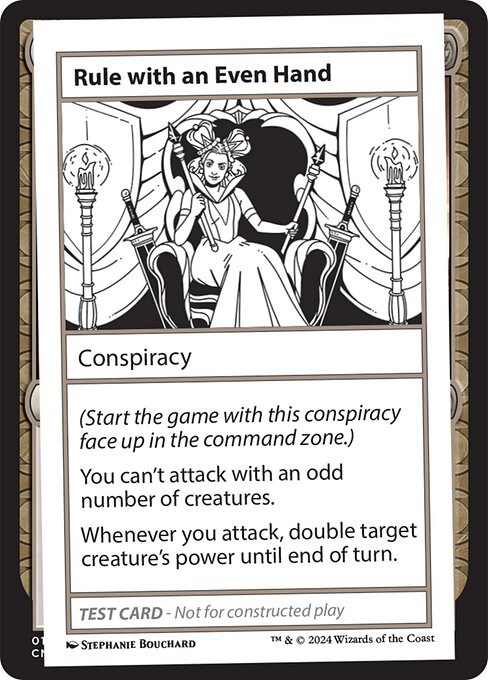 Rule with an Even Hand
Conspiracy
(Start the game with this conspiracy
face up in the command zone.)
You can’t attack with an odd
number of creatures.
Whenever you attack, double target
creature’s power until end of turn.
TEST CARD - Not for constructed play
STEPHANIE BOUCHARD
™ & © 2024 Wizards of the Coast